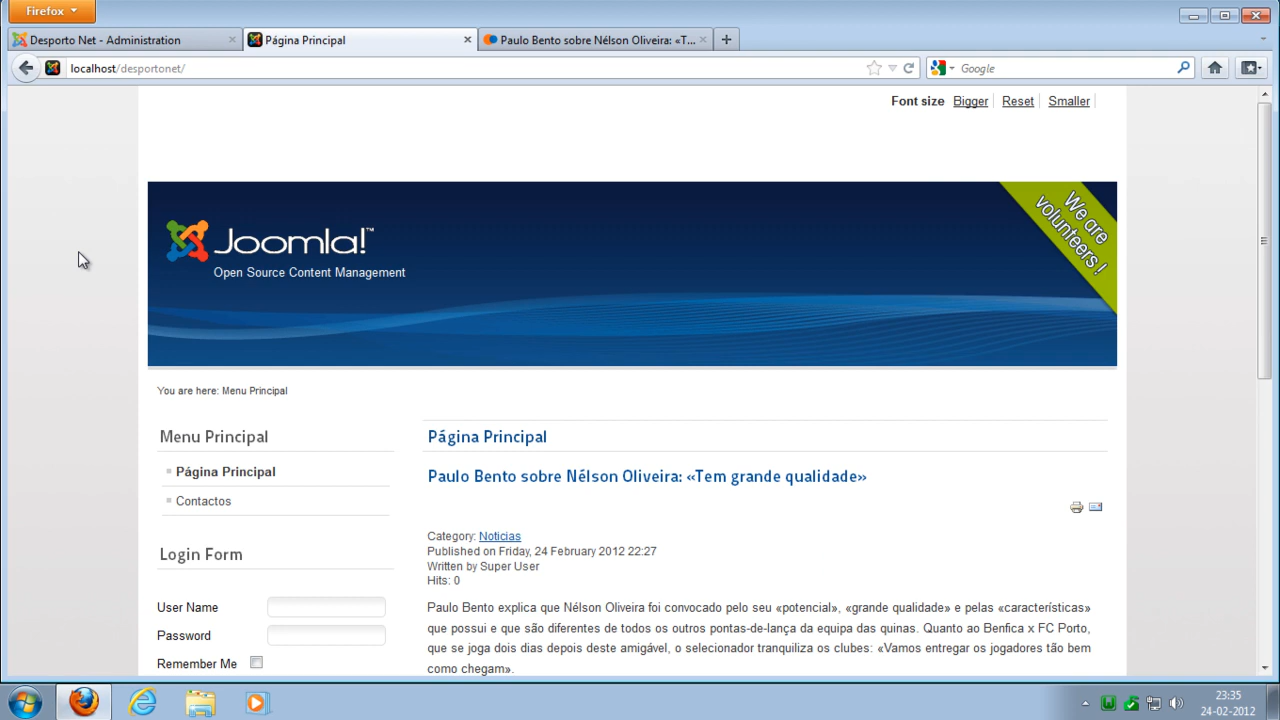 Firefox
Desporto Net - Administration
Página Principal
Paulo Bento sobre Nélson Oliveira: «T...
localhost/desportonet/
Google
Font size Bigger Reset Smaller
Joomla!™
Open Source Content Management
We are
volunteers!
You are here: Menu Principal
Menu Principal
Página Principal
Contactos
Login Form
User Name
Password
Remember Me
Página Principal
Paulo Bento sobre Nélson Oliveira: «Tem grande qualidade»
Category: Noticias
Published on Friday, 24 February 2012 22:27
Written by Super User
Hits: 0
Paulo Bento explica que Nélson Oliveira foi convocado pelo seu «potencial», «grande qualidade» e pelas «características»
que possui e que são diferentes de todos os outros pontas-de-lança da equipa das quinas. Quanto ao Benfica x FC Porto,
que se joga dois dias depois deste amigável, o selecionador tranquiliza os clubes: «Vamos entregar os jogadores tão bem
como chegam».
23:35
24-02-2012